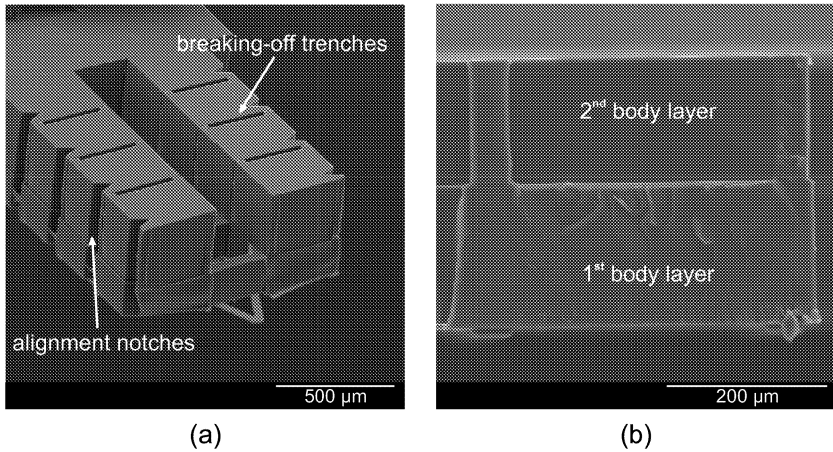 breaking-off trenches
alignment notches
500 µm
2nd body layer
1st body layer
200 µm
(a)
(b)